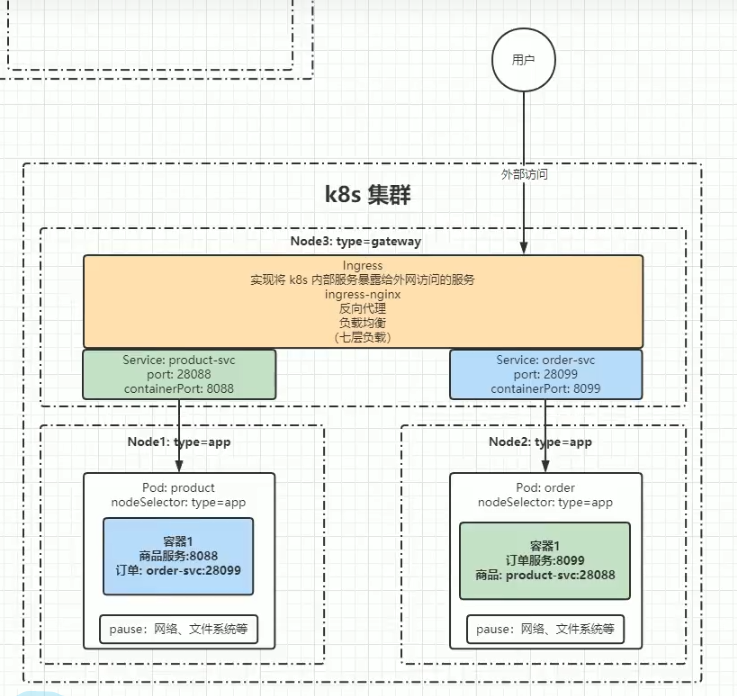 用户
外部访问
k8s 集群
Node3: type=gateway
Ingress
实现将 k8s 内部服务暴露给外网访问的服务
ingress-nginx
反向代理
负载均衡
(七层负载)
Service: product-svc
port: 28088
containerPort: 8088
Service: order-svc
port: 28099
containerPort: 8099
Node1: type=app
Pod: product
nodeSelector: type=app
容器1
商品服务:8088
订单: order-svc:28099
pause：网络、文件系统等
Node2: type=app
Pod: order
nodeSelector: type=app
容器1
订单服务:8099
商品: product-svc:28088
pause：网络、文件系统等